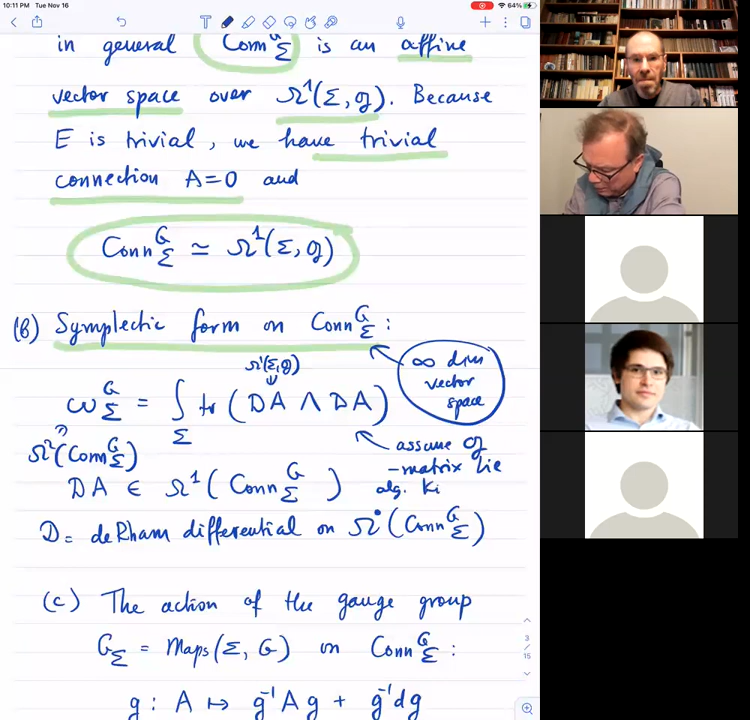 10:11 PM Tue Nov 16
64%
in general Conn^G_Σ is an affine
vector space over Ω¹(Σ, 𝔤). Because
E is trivial, we have trivial
connection A=0 and
Conn^G_Σ ≃ Ω¹(Σ, 𝔤)
(b) Symplectic form on Conn^G_Σ :
∞ dim
vector
space
Ω¹(Σ,𝔤)
ω^G_Σ = ∫_Σ tr ( DA ∧ DA )
Ω²(Conn^G_Σ)
assume 𝔤
-matrix Lie
alg.
DA ∈ Ω¹( Conn^G_Σ )
D = deRham differential on Ω^•(Conn^G_Σ)
(c) The action of the gauge group
G_Σ = Maps(Σ, G) on Conn^G_Σ :
3
/
15
g : A ↦ g⁻¹Ag + g⁻¹dg